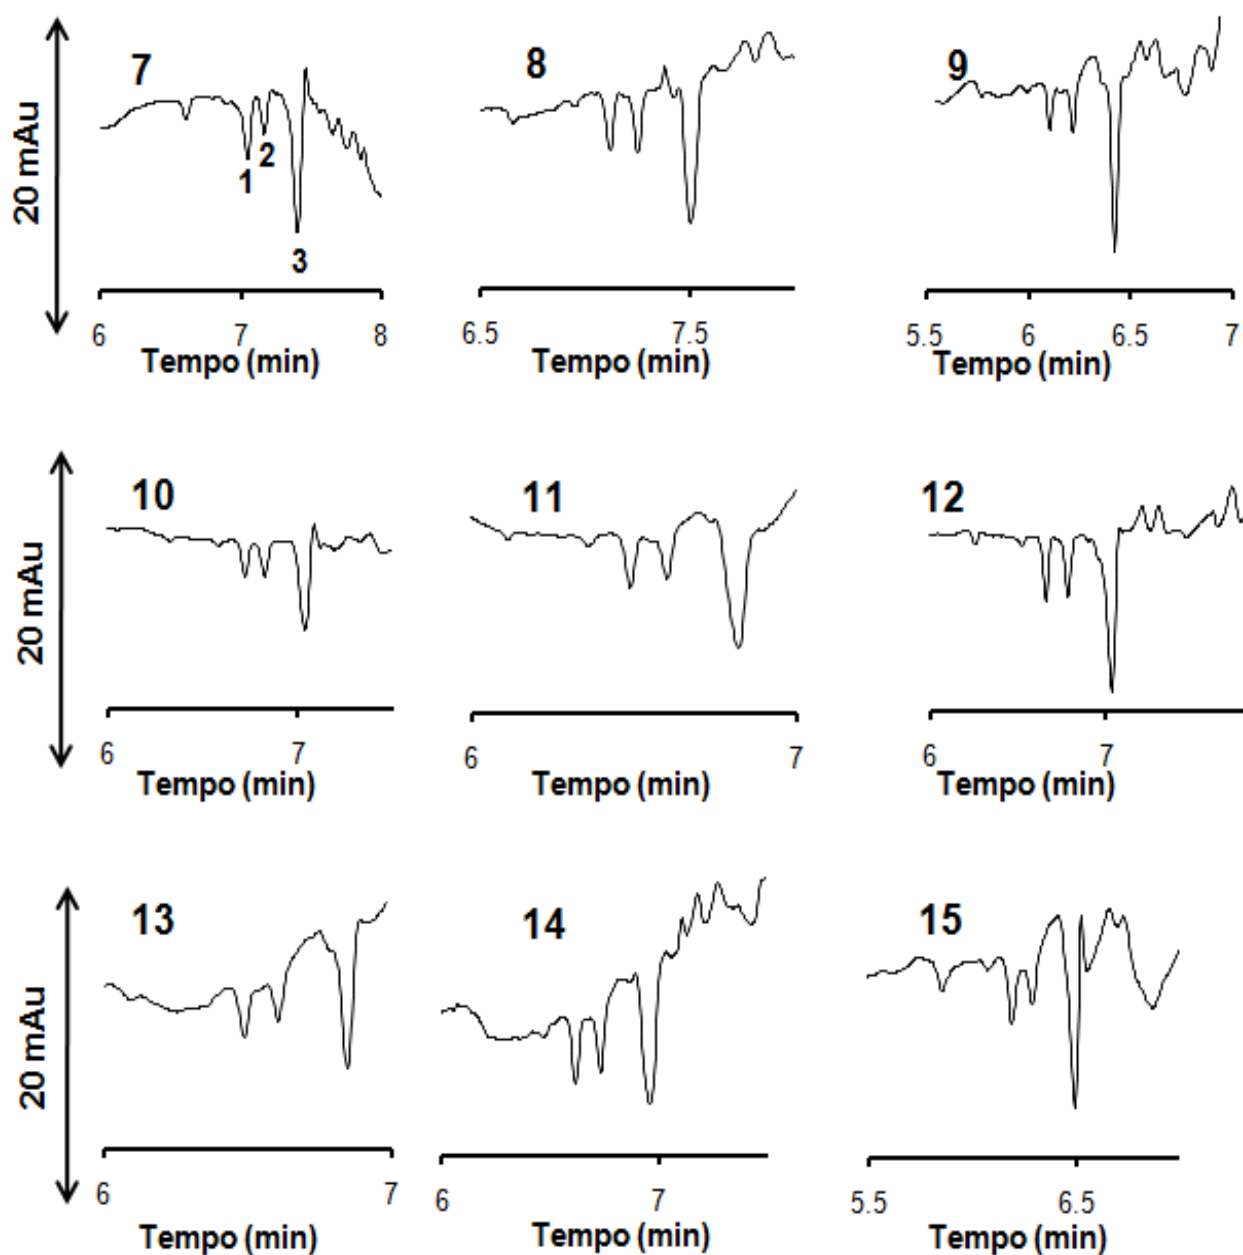 7 8 9
20 mAu
1 2
3
6 7 8 6.5 7.5 5.5 6 6.5 7
Tempo (min) Tempo (min) Tempo (min)
10 11 12
20 mAu
6 7 6 7 6 7
Tempo (min) Tempo (min) Tempo (min)
13 14 15
20 mAu
6 7 6 7 5.5 6.5
Tempo (min) Tempo (min) Tempo (min)